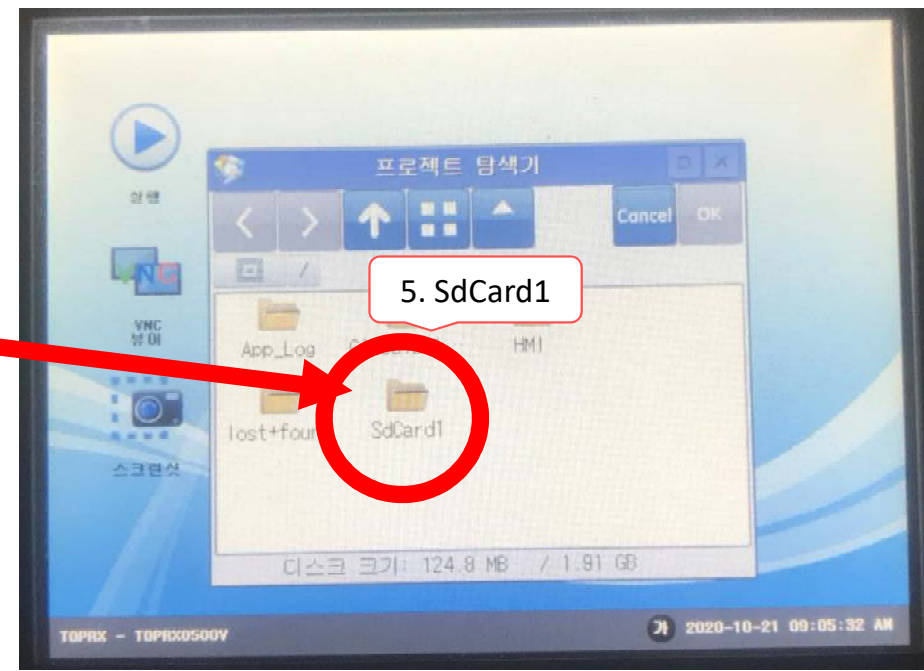 프로젝트 탐색기
실행
Cancel OK
/
5. SdCard1
VNC
VNC
뷰어
App_Log
HMI
lost+foun
SdCard1
스크린샷
디스크 크기: 124.8 MB / 1.91 GB
TOPRX - TOPRX0500V
가 2020-10-21 09:05:32 AM